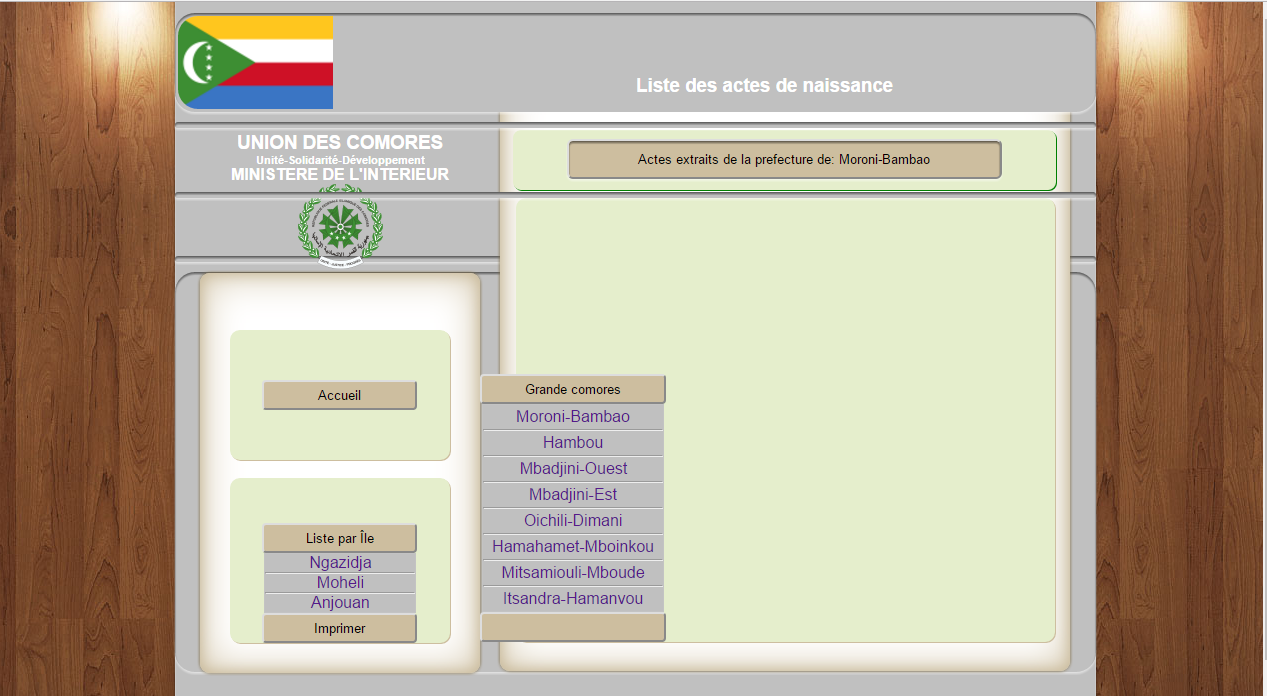 Liste des actes de naissance
UNION DES COMORES
Unité-Solidarité-Développement
MINISTERE DE L'INTERIEUR
Actes extraits de la prefecture de: Moroni-Bambao
Accueil
Liste par Île
Ngazidja
Moheli
Anjouan
Imprimer
Grande comores
Moroni-Bambao
Hambou
Mbadjini-Ouest
Mbadjini-Est
Oichili-Dimani
Hamahamet-Mboinkou
Mitsamiouli-Mboude
Itsandra-Hamanvou